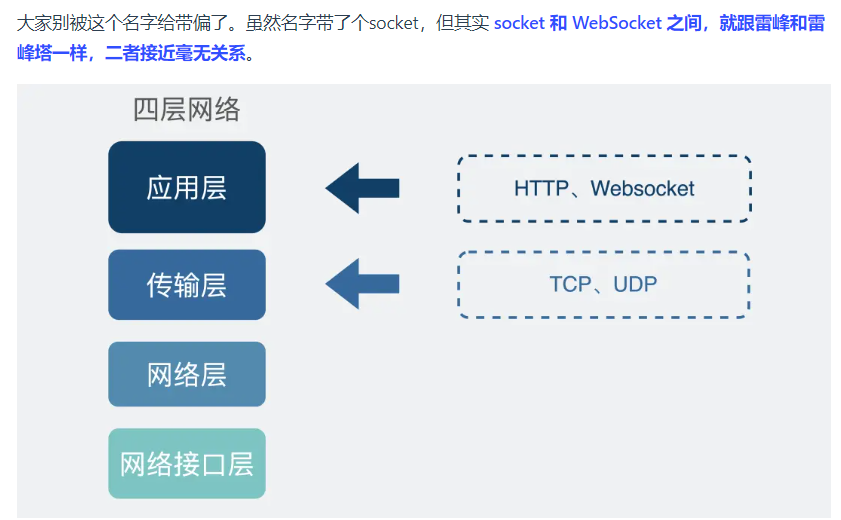 大家别被这个名字给带偏了。虽然名字带了个socket，但其实 socket 和 WebSocket 之间，就跟雷峰和雷
峰塔一样，二者接近毫无关系。
四层网络
应用层
HTTP、Websocket
传输层
TCP、UDP
网络层
网络接口层